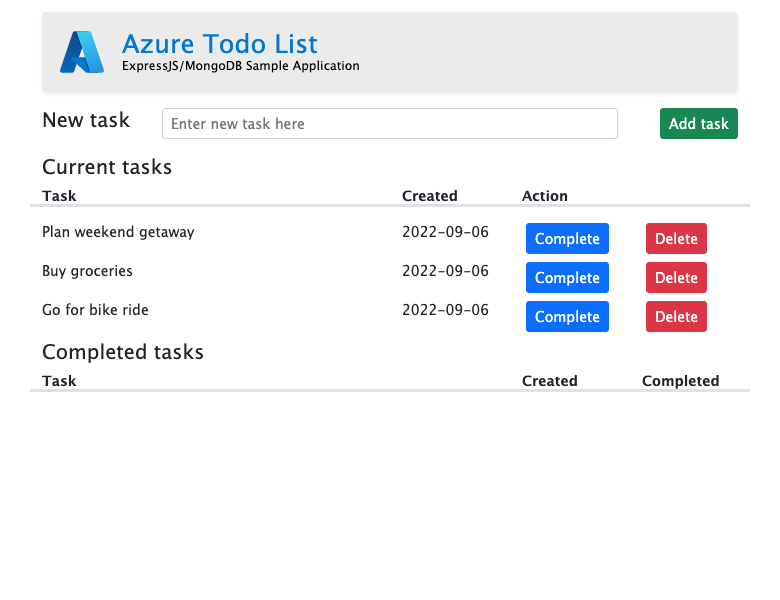 Azure Todo List
ExpressJS/MongoDB Sample Application
New task
Enter new task here
Add task
Current tasks
Task Created Action
Plan weekend getaway 2022-09-06 Complete Delete
Buy groceries 2022-09-06 Complete Delete
Go for bike ride 2022-09-06 Complete Delete
Completed tasks
Task Created Completed